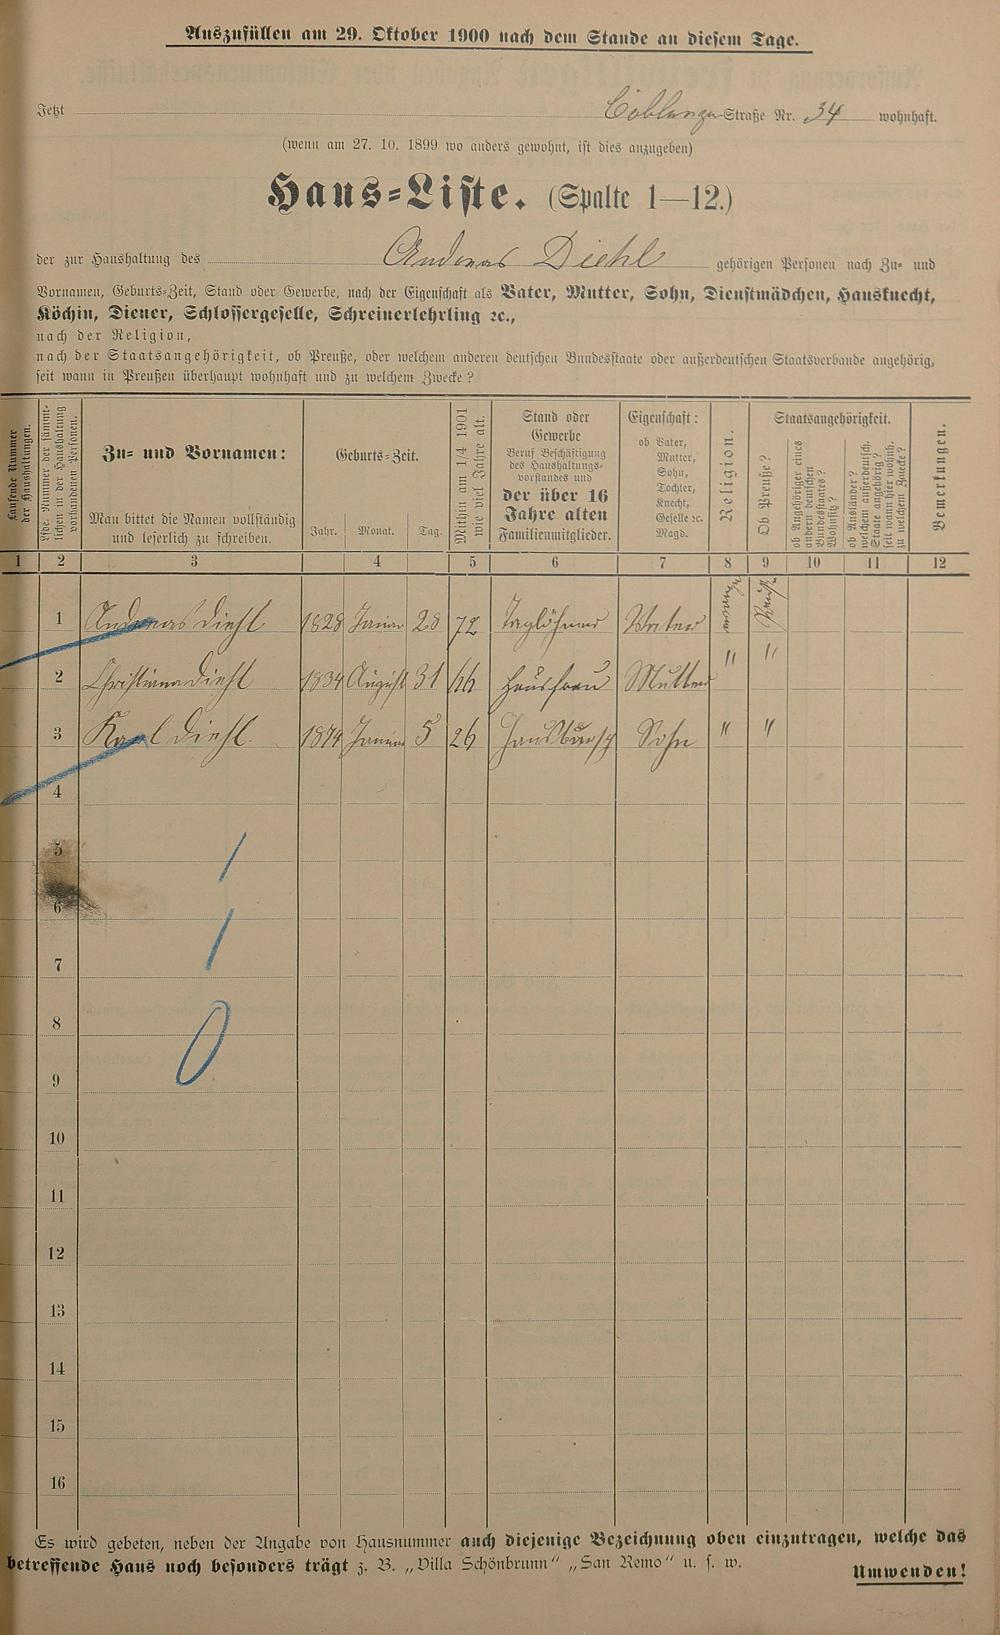 Auszufüllen am 29. Oktober 1900 nach dem Stande an diesem Tage.
Jetzt Coblenzer Straße Nr. 34 wohnhaft.
(wenn am 27. 10. 1899 wo anders gewohnt, ist dies anzugeben)
Haus-Liste. (Spalte 1—12.)
der zur Haushaltung des Andreas Diehl gehörigen Personen nach Zu- und
Vornamen, Geburts-Zeit, Stand oder Gewerbe, nach der Eigenschaft als Vater, Mutter, Sohn, Dienstmädchen, Hausknecht,
Köchin, Diener, Schlossergeselle, Schreinerlehrling ꝛc.,
nach der Religion,
nach der Staatsangehörigkeit, ob Preuße, oder welchem anderen deutschen Bundesstaate oder außerdeutschen Staatsverbande angehörig,
seit wann in Preußen überhaupt wohnhaft und zu welchem Zwecke?
Laufende Nummer der Haushaltungen.
Lfde. Nummer der sämmtlichen in der Haushaltung vorhandenen Personen.
Zu- und Vornamen:
Man bittet die Namen vollständig
und leserlich zu schreiben.
Geburts-Zeit.
Jahr. Monat. Tag.
Mithin am 1/4 1901 wie viel Jahre alt.
Stand oder
Gewerbe
Beruf Beschäftigung
des Haushaltungs-
vorstandes und
der über 16
Jahre alten
Familienmitglieder.
Eigenschaft:
ob Vater,
Mutter,
Sohn,
Tochter,
Knecht,
Geselle ꝛc.
Magd.
Religion.
Staatsangehörigkeit.
Ob Preuße?
ob Angehöriger eines andern deutschen Bundesstaates? Wohnsitz?
ob Ausländer? welchem außerdeutsch. Staate angehörig? seit wann hier wohnh. zu welchem Zwecke?
Bemerkungen.
1 2 3 4 5 6 7 8 9 10 11 12
1 Andreas Diehl 1828 Januar 28 72 Taglöhner Vater Preuße
2 Christiane Diehl 1834 August 31 66 Hausfrau Mutter " "
3 Karl Diehl. 1874 Januar 5 26 Hausbursch Sohn " "
4
5
6
7
8
9
10
11
12
13
14
15
16
Es wird gebeten, neben der Angabe von Hausnummer auch diejenige Bezeichnung oben einzutragen, welche das
betreffende Haus noch besonders trägt z. B. „Villa Schönbrunn" „San Remo" u. s. w.
Umwenden!